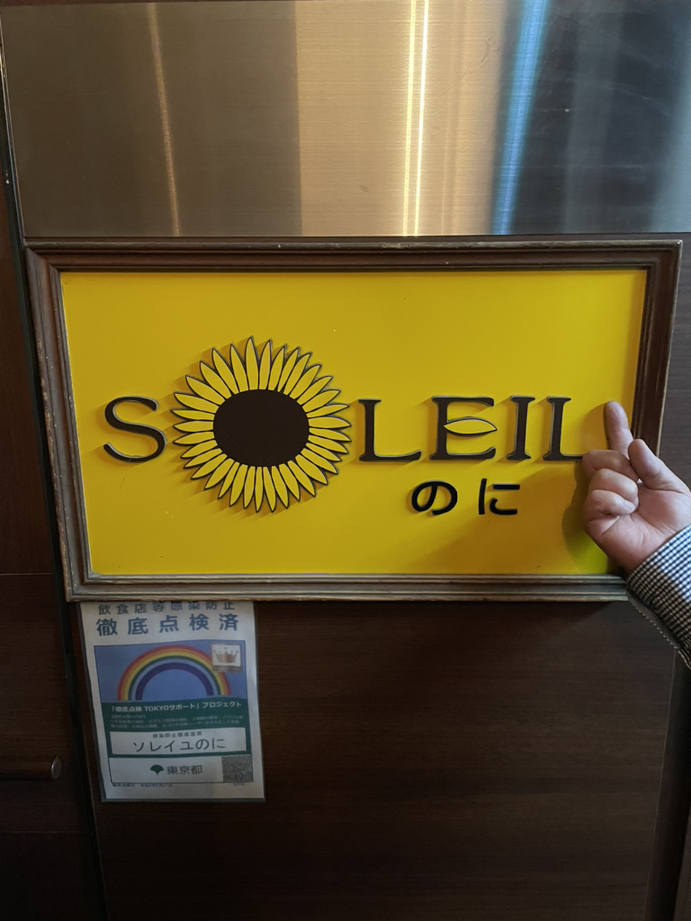 SOLEIL
のに
飲食店等感染防止
徹底点検済
「徹底点検 TOKYOサポート」プロジェクト
ソレイユのに
東京都